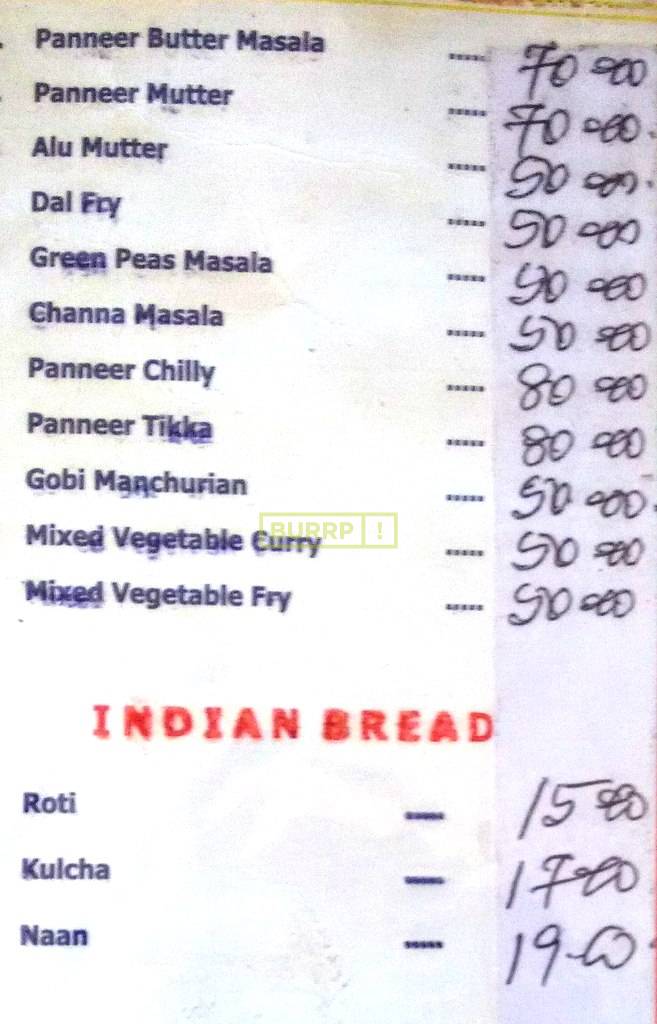 Panneer Butter Masala ..... 70-00
Panneer Mutter ..... 70-00.
Alu Mutter ..... 50-00.
Dal Fry ..... 50-00
Green Peas Masala ..... 50-00
Channa Masala ..... 50-00
Panneer Chilly ..... 80-00
Panneer Tikka ..... 80-00
Gobi Manchurian ..... 50-00.
BURRP!
Mixed Vegetable Curry ..... 50-00
Mixed Vegetable Fry ..... 50-00
INDIAN BREAD
Roti ..... 15-00
Kulcha ..... 17-00
Naan ..... 19-00